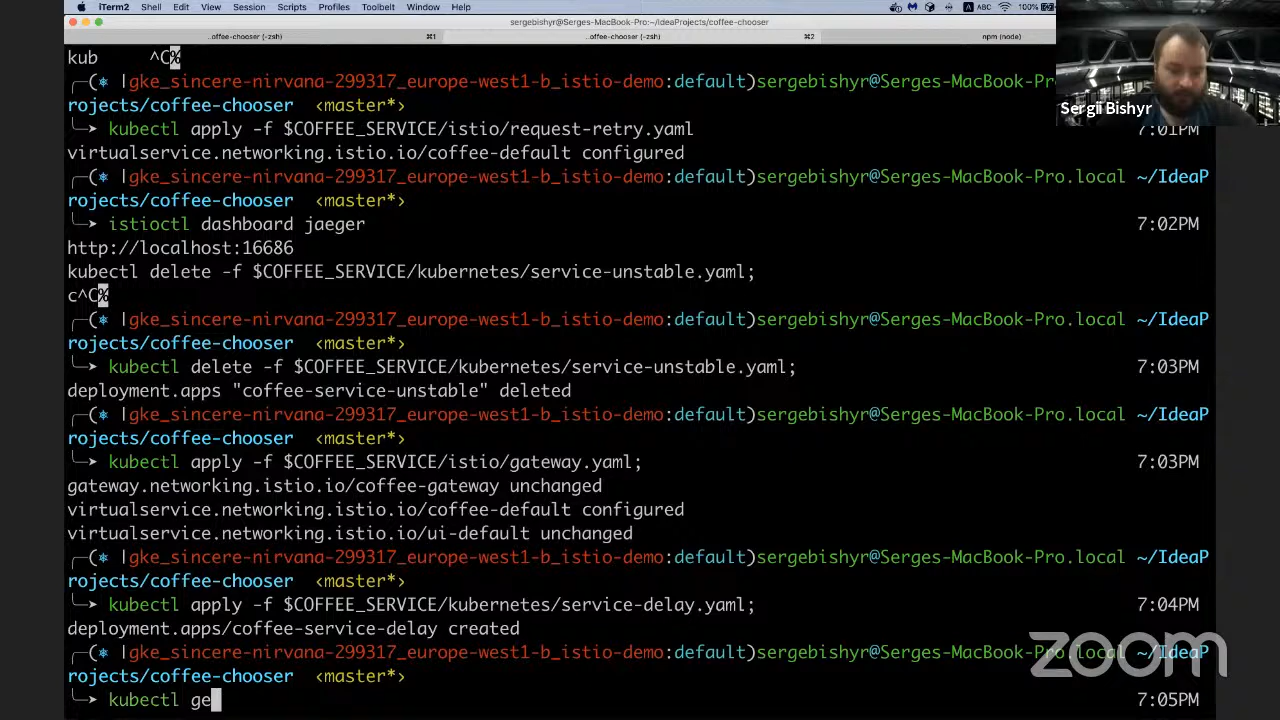 iTerm2 Shell Edit View Session Scripts Profiles Toolbelt Window Help ABC 100%
sergebishyr@Serges-MacBook-Pro:~/IdeaProjects/coffee-chooser
..offee-chooser (-zsh) ⌘1 ..offee-chooser (-zsh) ⌘2 npm (node)
kub ^C%
╭─(⎈ |gke_sincere-nirvana-299317_europe-west1-b_istio-demo:default)sergebishyr@Serges-MacBook-Pro
rojects/coffee-chooser ‹master*›
╰─➤ kubectl apply -f $COFFEE_SERVICE/istio/request-retry.yaml 7:01PM
virtualservice.networking.istio.io/coffee-default configured
╭─(⎈ |gke_sincere-nirvana-299317_europe-west1-b_istio-demo:default)sergebishyr@Serges-MacBook-Pro.local ~/IdeaP
rojects/coffee-chooser ‹master*›
╰─➤ istioctl dashboard jaeger 7:02PM
http://localhost:16686
kubectl delete -f $COFFEE_SERVICE/kubernetes/service-unstable.yaml;
c^C%
╭─(⎈ |gke_sincere-nirvana-299317_europe-west1-b_istio-demo:default)sergebishyr@Serges-MacBook-Pro.local ~/IdeaP
rojects/coffee-chooser ‹master*›
╰─➤ kubectl delete -f $COFFEE_SERVICE/kubernetes/service-unstable.yaml; 7:03PM
deployment.apps "coffee-service-unstable" deleted
╭─(⎈ |gke_sincere-nirvana-299317_europe-west1-b_istio-demo:default)sergebishyr@Serges-MacBook-Pro.local ~/IdeaP
rojects/coffee-chooser ‹master*›
╰─➤ kubectl apply -f $COFFEE_SERVICE/istio/gateway.yaml; 7:03PM
gateway.networking.istio.io/coffee-gateway unchanged
virtualservice.networking.istio.io/coffee-default configured
virtualservice.networking.istio.io/ui-default unchanged
╭─(⎈ |gke_sincere-nirvana-299317_europe-west1-b_istio-demo:default)sergebishyr@Serges-MacBook-Pro.local ~/IdeaP
rojects/coffee-chooser ‹master*›
╰─➤ kubectl apply -f $COFFEE_SERVICE/kubernetes/service-delay.yaml; 7:04PM
deployment.apps/coffee-service-delay created
╭─(⎈ |gke_sincere-nirvana-299317_europe-west1-b_istio-demo:default)sergebishyr@Serges-MacBook-Pro.local ~/IdeaP
rojects/coffee-chooser ‹master*›
╰─➤ kubectl ge 7:05PM
Sergii Bishyr
zoom